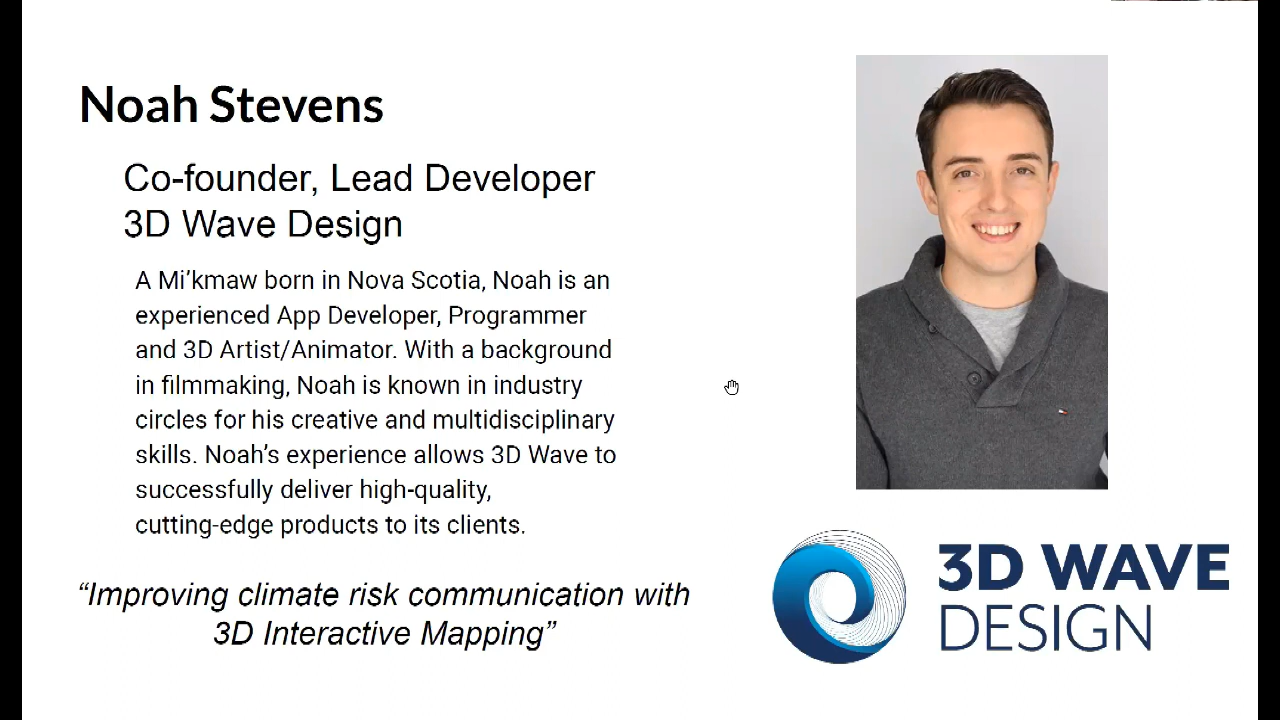 Noah Stevens
Co-founder, Lead Developer
3D Wave Design
A Mi’kmaw born in Nova Scotia, Noah is an
experienced App Developer, Programmer
and 3D Artist/Animator. With a background
in filmmaking, Noah is known in industry
circles for his creative and multidisciplinary
skills. Noah’s experience allows 3D Wave to
successfully deliver high-quality,
cutting-edge products to its clients.
“Improving climate risk communication with
3D Interactive Mapping”
3D WAVE
DESIGN